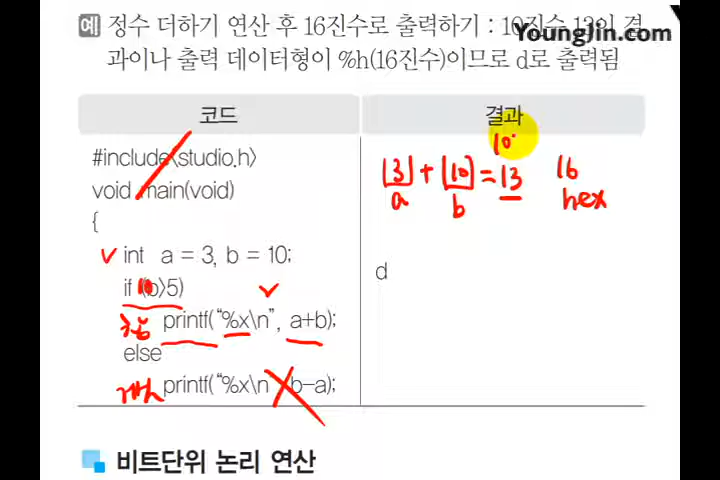 예 정수 더하기 연산 후 16진수로 출력하기 : 10진수 13의 결
YoungJin.com
과이나 출력 데이터형이 %h(16진수)이므로 d로 출력됨
코드 결과
#include\studio.h>
void main(void)
{
int a = 3, b = 10;
if (b>5)
printf("%x\n", a+b);
else
printf("%x\n b-a);
10
3 + 10 = 13 16
a b hex
d
비트단위 논리 연산